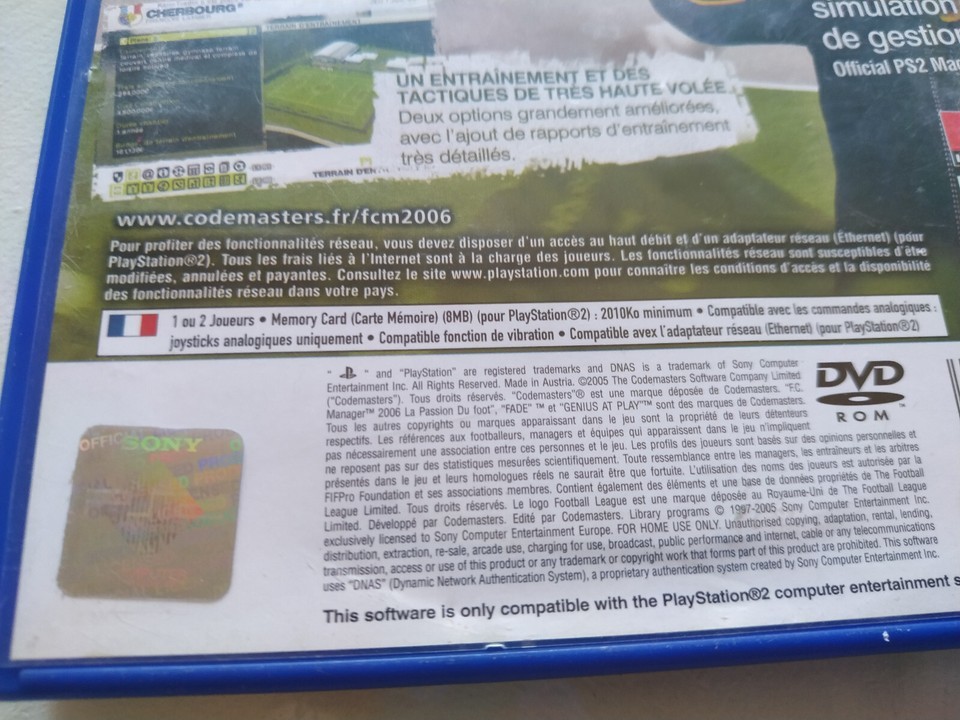 CHERBOURG
TERRAIN D'ENTRAÎNEMENT
simulation
de gestion
Official PS2 Mag
UN ENTRAÎNEMENT ET DES
TACTIQUES DE TRÈS HAUTE VOLÉE.
Deux options grandement améliorées,
avec l'ajout de rapports d'entraînement
très détaillés.
www.codemasters.fr/fcm2006
Pour profiter des fonctionnalités réseau, vous devez disposer d'un accès au haut débit et d'un adaptateur réseau (Ethernet) (pour
PlayStation®2). Tous les frais liés à l'Internet sont à la charge des joueurs. Les fonctionnalités réseau sont susceptibles d'être
modifiées, annulées et payantes. Consultez le site www.playstation.com pour connaître les conditions d'accès et la disponibilité
des fonctionnalités réseau dans votre pays.
1 ou 2 Joueurs • Memory Card (Carte Mémoire) (8MB) (pour PlayStation®2) : 2010Ko minimum • Compatible avec les commandes analogiques :
joysticks analogiques uniquement • Compatible fonction de vibration • Compatible avex l'adaptateur réseau (Ethernet) (pour PlayStation®2)
" " and "PlayStation" are registered trademarks and DNAS is a trademark of Sony Computer
Entertainment Inc. All Rights Reserved. Made in Austria. ©2005 The Codemasters Software Company Limited
("Codemasters"). Tous droits réservés. "Codemasters"® est une marque déposée de Codemasters. "F.C.
Manager™ 2006 La Passion Du foot", "FADE" ™ et "GENIUS AT PLAY"™ sont des marques de Codemasters.
Tous les autres copyrights ou marques apparaissant dans le jeu sont la propriété de leurs détenteurs
respectifs. Les références aux footballeurs, managers et équipes qui apparaissent dans le jeu n'impliquent
pas nécessairement une association entre ces personnes et le jeu. Les profils des joueurs sont basés sur des opinions personnelles et
ne reposent pas sur des statistiques mesurées scientifiquement. Toute ressemblance entre les managers, les entraîneurs et les arbitres
présentés dans le jeu et leurs homologues réels ne saurait être que fortuite. L'utilisation des noms des joueurs est autorisée par la
FIFPro Foundation et ses associations membres. Contient également des éléments et une base de données propriétés de The Football
League Limited. Tous droits réservés. Le logo Football League est une marque déposée au Royaume-Uni de The Football League
Limited. Développé par Codemasters. Edité par Codemasters. Library programs © 1997-2005 Sony Computer Entertainment Inc.
exclusively licensed to Sony Computer Entertainment Europe. FOR HOME USE ONLY. Unauthorised copying, adaptation, rental, lending,
distribution, extraction, re-sale, arcade use, charging for use, broadcast, public performance and internet, cable or any telecommunications
transmission, access or use of this product or any trademark or copyright work that forms part of this product are prohibited. This software
uses "DNAS" (Dynamic Network Authentication System), a proprietary authentication system created by Sony Computer Entertainment Inc.
This software is only compatible with the PlayStation®2 computer entertainment s
DVD
ROM
SONY